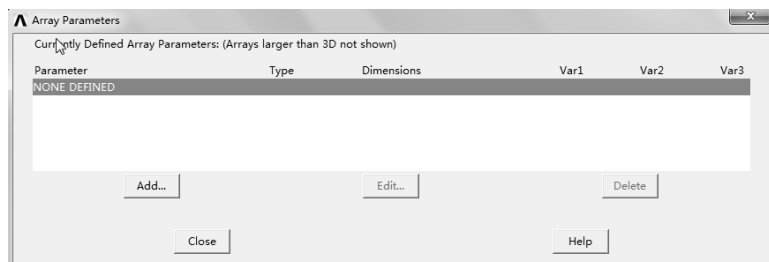 Array Parameters
Currently Defined Array Parameters: (Arrays larger than 3D not shown)
Parameter Type Dimensions Var1 Var2 Var3
NONE DEFINED
Add... Edit... Delete
Close Help